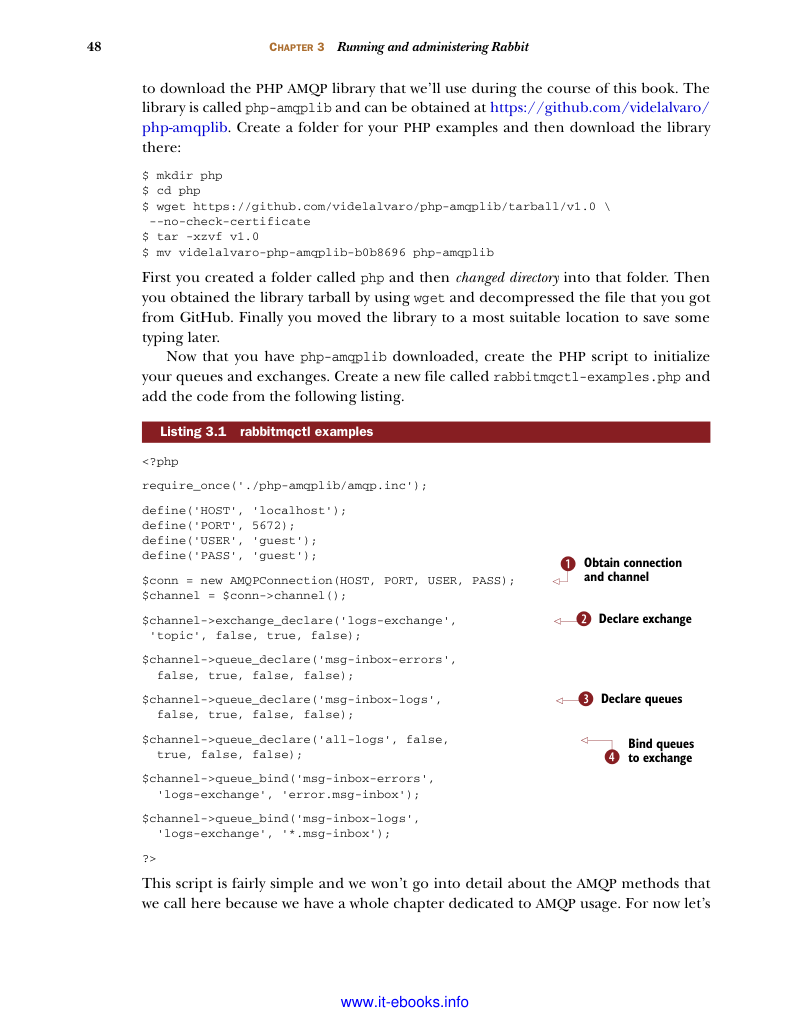 48
CHAPTER 3 Running and administering Rabbit
to download the PHP AMQP library that we'll use during the course of this book. The
library is called php-amqplib and can be obtained at https://github.com/videlalvaro/
php-amqplib. Create a folder for your PHP examples and then download the library
there:
$ mkdir php
$ cd php
$ wget https://github.com/videlalvaro/php-amqplib/tarball/v1.0 \
--no-check-certificate
$ tar -xzvf v1.0
$ mv videlalvaro-php-amqplib-b0b8696 php-amqplib
First you created a folder called php and then changed directory into that folder. Then
you obtained the library tarball by using wget and decompressed the file that you got
from GitHub. Finally you moved the library to a most suitable location to save some
typing later.
Now that you have php-amqplib downloaded, create the PHP script to initialize
your queues and exchanges. Create a new file called rabbitmqctl-examples.php and
add the code from the following listing.
Listing 3.1 rabbitmqctl examples
<?php
require_once('./php-amqplib/amqp.inc');
define('HOST', 'localhost');
define('PORT', 5672);
define('USER', 'guest');
define('PASS', 'guest');
1 Obtain connection
and channel
$conn = new AMQPConnection(HOST, PORT, USER, PASS);
$channel = $conn->channel();
$channel->exchange_declare('logs-exchange',
'topic', false, true, false);
2 Declare exchange
$channel->queue_declare('msg-inbox-errors',
false, true, false, false);
$channel->queue_declare('msg-inbox-logs',
false, true, false, false);
3 Declare queues
$channel->queue_declare('all-logs', false,
true, false, false);
4 Bind queues
to exchange
$channel->queue_bind('msg-inbox-errors',
'logs-exchange', 'error.msg-inbox');
$channel->queue_bind('msg-inbox-logs',
'logs-exchange', '*.msg-inbox');
?>
This script is fairly simple and we won't go into detail about the AMQP methods that
we call here because we have a whole chapter dedicated to AMQP usage. For now let's
www.it-ebooks.info